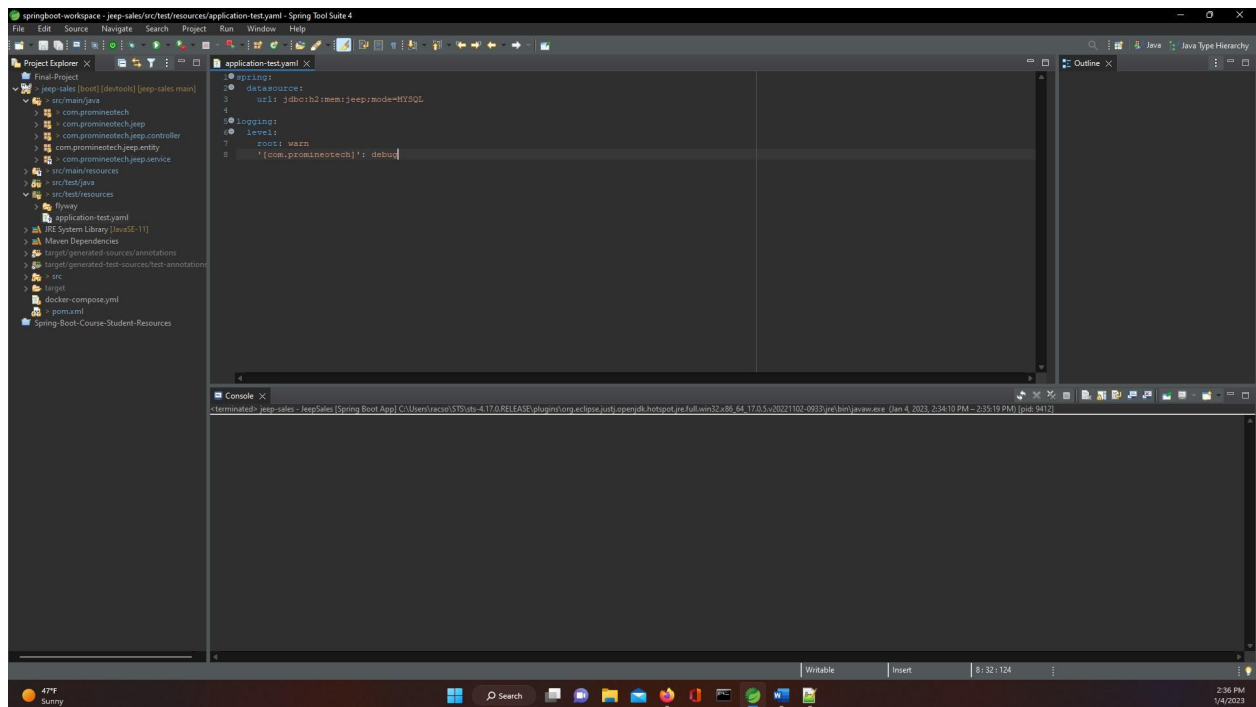 springboot-workspace - jeep-sales/src/test/resources/application-test.yaml - Spring Tool Suite 4
File Edit Source Navigate Search Project Run Window Help
Java Java Type Hierarchy
Project Explorer
Final-Project
> jeep-sales [boot] [devtools] [jeep-sales main]
> src/main/java
> com.promineotech
> com.promineotech.jeep
> com.promineotech.jeep.controller
com.promineotech.jeep.entity
> com.promineotech.jeep.service
> src/main/resources
> src/test/java
> src/test/resources
flyway
application-test.yaml
JRE System Library [JavaSE-11]
Maven Dependencies
target/generated-sources/annotations
target/generated-test-sources/test-annotations
> src
target
docker-compose.yml
> pom.xml
Spring-Boot-Course-Student-Resources
application-test.yaml
1 spring:
2 datasource:
3 url: jdbc:h2:mem:jeep;mode=MYSQL
4
5 logging:
6 level:
7 root: warn
8 '[com.promineotech]': debug
Outline
Console
<terminated> jeep-sales - JeepSales [Spring Boot App] C:\Users\racso\STS\sts-4.17.0.RELEASE\plugins\org.eclipse.justj.openjdk.hotspot.jre.full.win32.x86_64_17.0.5.v20221102-0933\jre\bin\javaw.exe (Jan 4, 2023, 2:34:10 PM – 2:35:19 PM) [pid: 9412]
Writable Insert 8 : 32 : 124
47°F
Sunny
Search
2:36 PM
1/4/2023